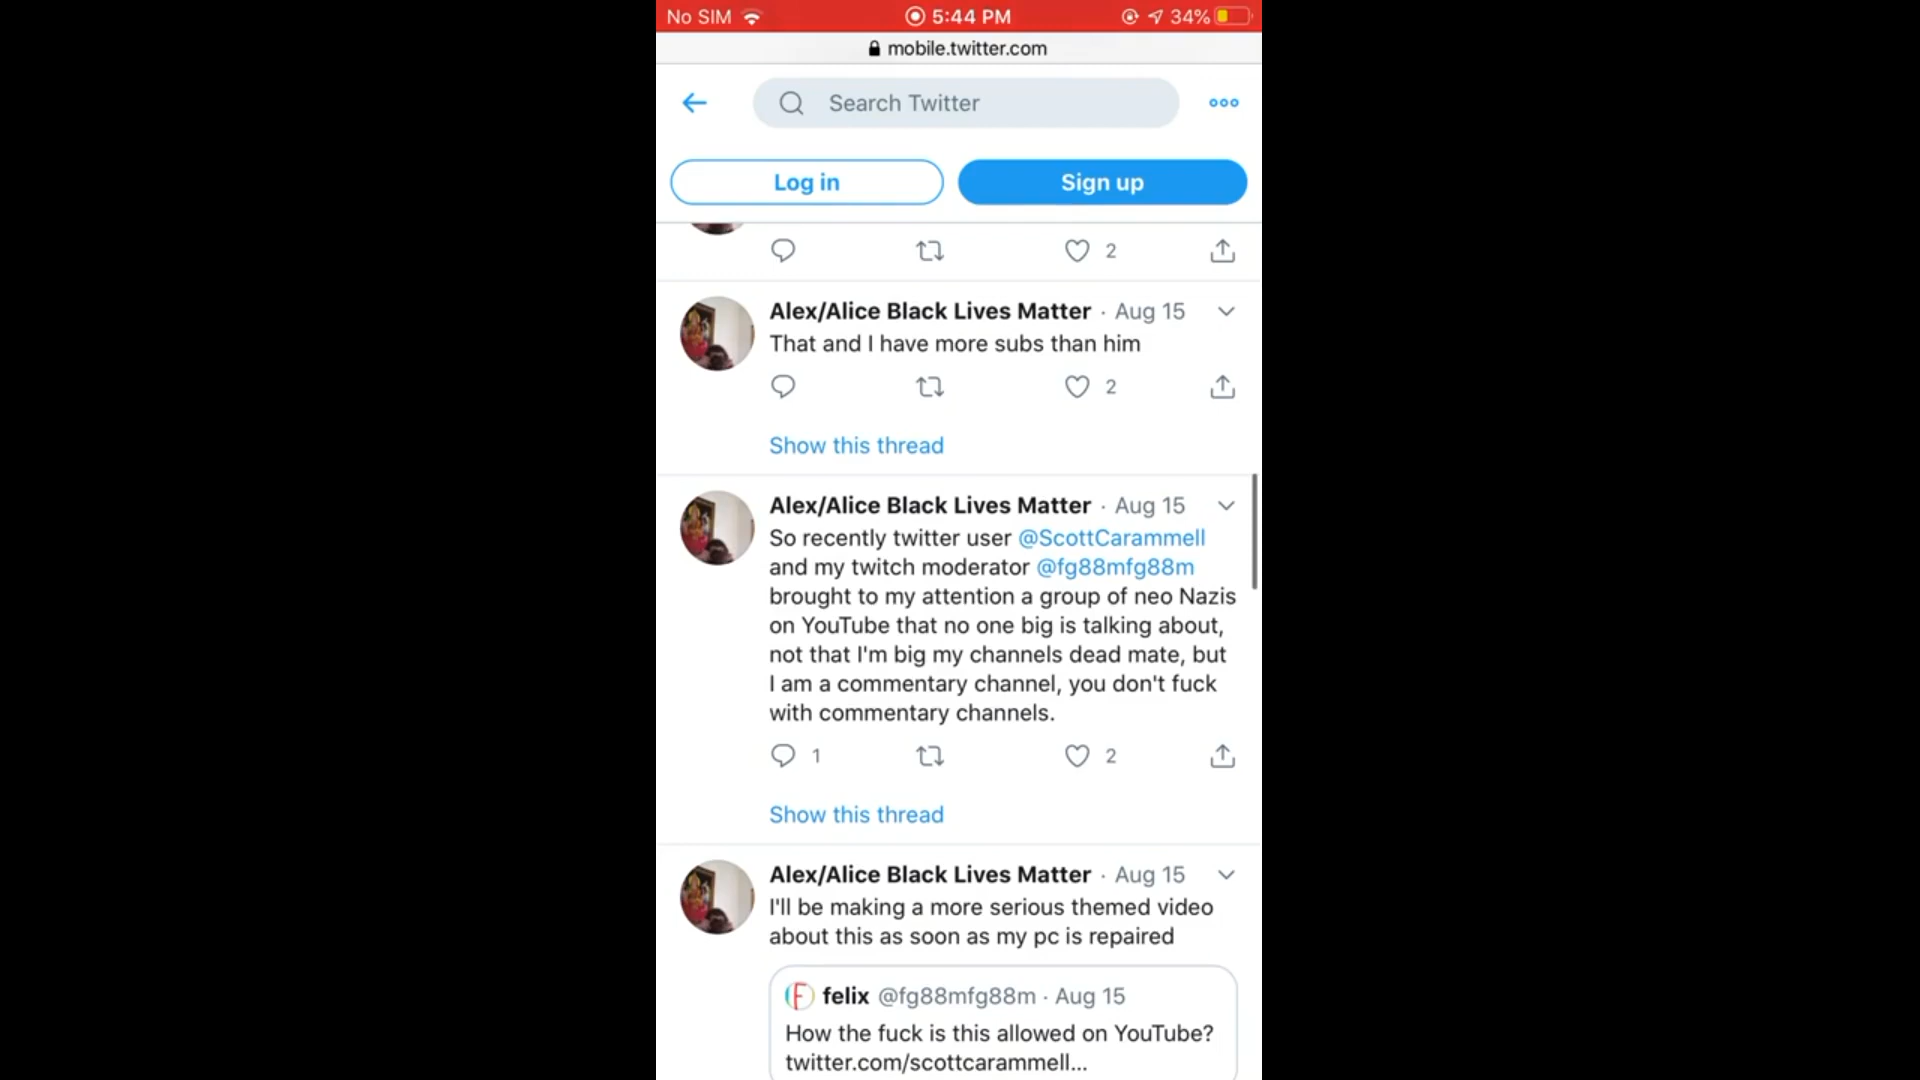 No SIM 5:44 PM 34%
mobile.twitter.com
Search Twitter
Log in Sign up
2
Alex/Alice Black Lives Matter · Aug 15
That and I have more subs than him
2
Show this thread
Alex/Alice Black Lives Matter · Aug 15
So recently twitter user @ScottCarammell
and my twitch moderator @fg88mfg88m
brought to my attention a group of neo Nazis
on YouTube that no one big is talking about,
not that I'm big my channels dead mate, but
I am a commentary channel, you don't fuck
with commentary channels.
1 2
Show this thread
Alex/Alice Black Lives Matter · Aug 15
I'll be making a more serious themed video
about this as soon as my pc is repaired
F felix @fg88mfg88m · Aug 15
How the fuck is this allowed on YouTube?
twitter.com/scottcarammell...